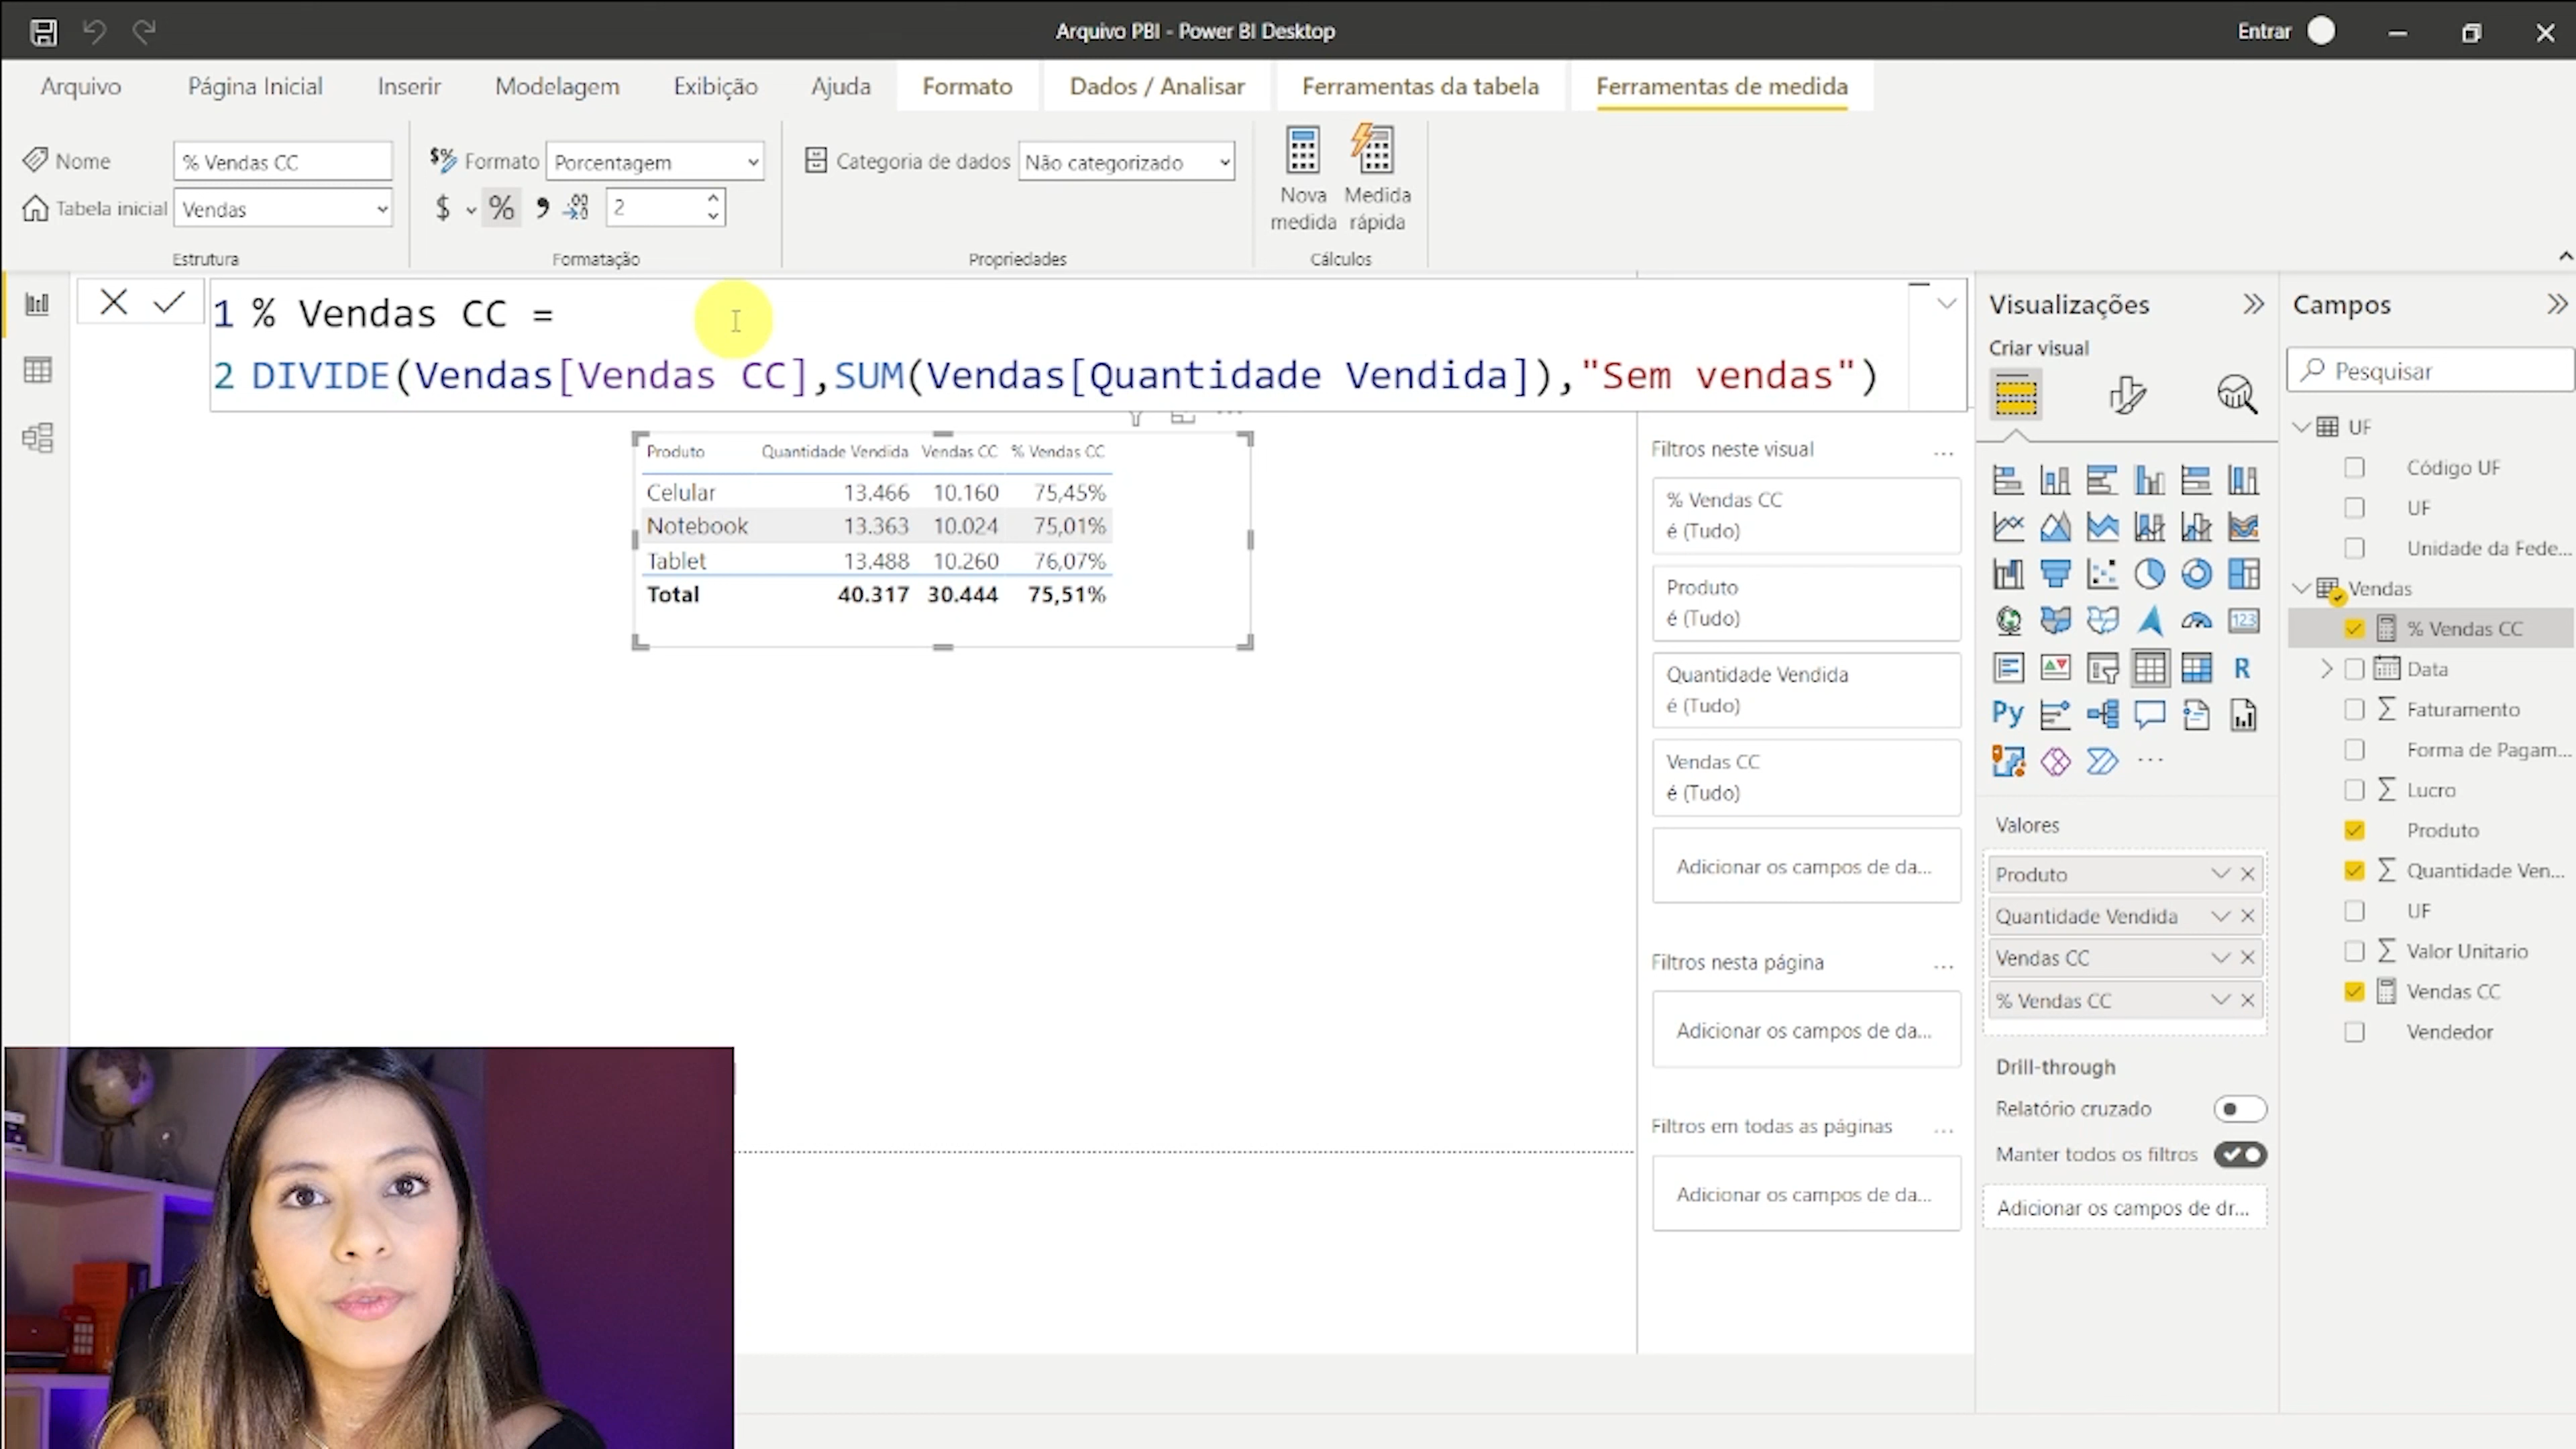 Arquivo PBI - Power BI Desktop
Entrar
Arquivo
Página Inicial
Inserir
Modelagem
Exibição
Ajuda
Formato
Dados / Analisar
Ferramentas da tabela
Ferramentas de medida
Nome
% Vendas CC
Tabela inicial
Vendas
Estrutura
$% Formato
Porcentagem
$ % , .00 →.0
2
Formatação
Categoria de dados
Não categorizado
Propriedades
Nova medida
Medida rápida
Cálculos
1 % Vendas CC =
2 DIVIDE(Vendas[Vendas CC],SUM(Vendas[Quantidade Vendida]),"Sem vendas")
Produto Quantidade Vendida Vendas CC % Vendas CC
Celular 13.466 10.160 75,45%
Notebook 13.363 10.024 75,01%
Tablet 13.488 10.260 76,07%
Total 40.317 30.444 75,51%
Filtros neste visual ...
% Vendas CC
é (Tudo)
Produto
é (Tudo)
Quantidade Vendida
é (Tudo)
Vendas CC
é (Tudo)
Adicionar os campos de da...
Filtros nesta página ...
Adicionar os campos de da...
Filtros em todas as páginas ...
Adicionar os campos de da...
Visualizações
Criar visual
123
R
Py
...
Valores
Produto
Quantidade Vendida
Vendas CC
% Vendas CC
Drill-through
Relatório cruzado
Manter todos os filtros
Adicionar os campos de dr...
Campos
Pesquisar
UF
Código UF
UF
Unidade da Fede...
Vendas
% Vendas CC
Data
Σ Faturamento
Forma de Pagam...
Σ Lucro
Produto
Σ Quantidade Ven...
UF
Σ Valor Unitario
Vendas CC
Vendedor